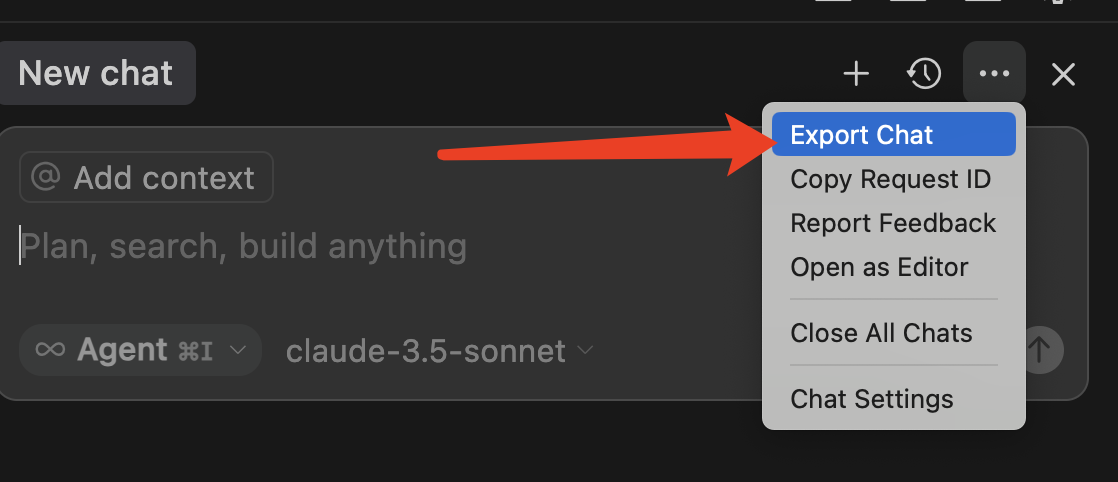 New chat
Export Chat
Copy Request ID
Report Feedback
Open as Editor
Close All Chats
Chat Settings
@ Add context
Plan, search, build anything
Agent ⌘I
claude-3.5-sonnet